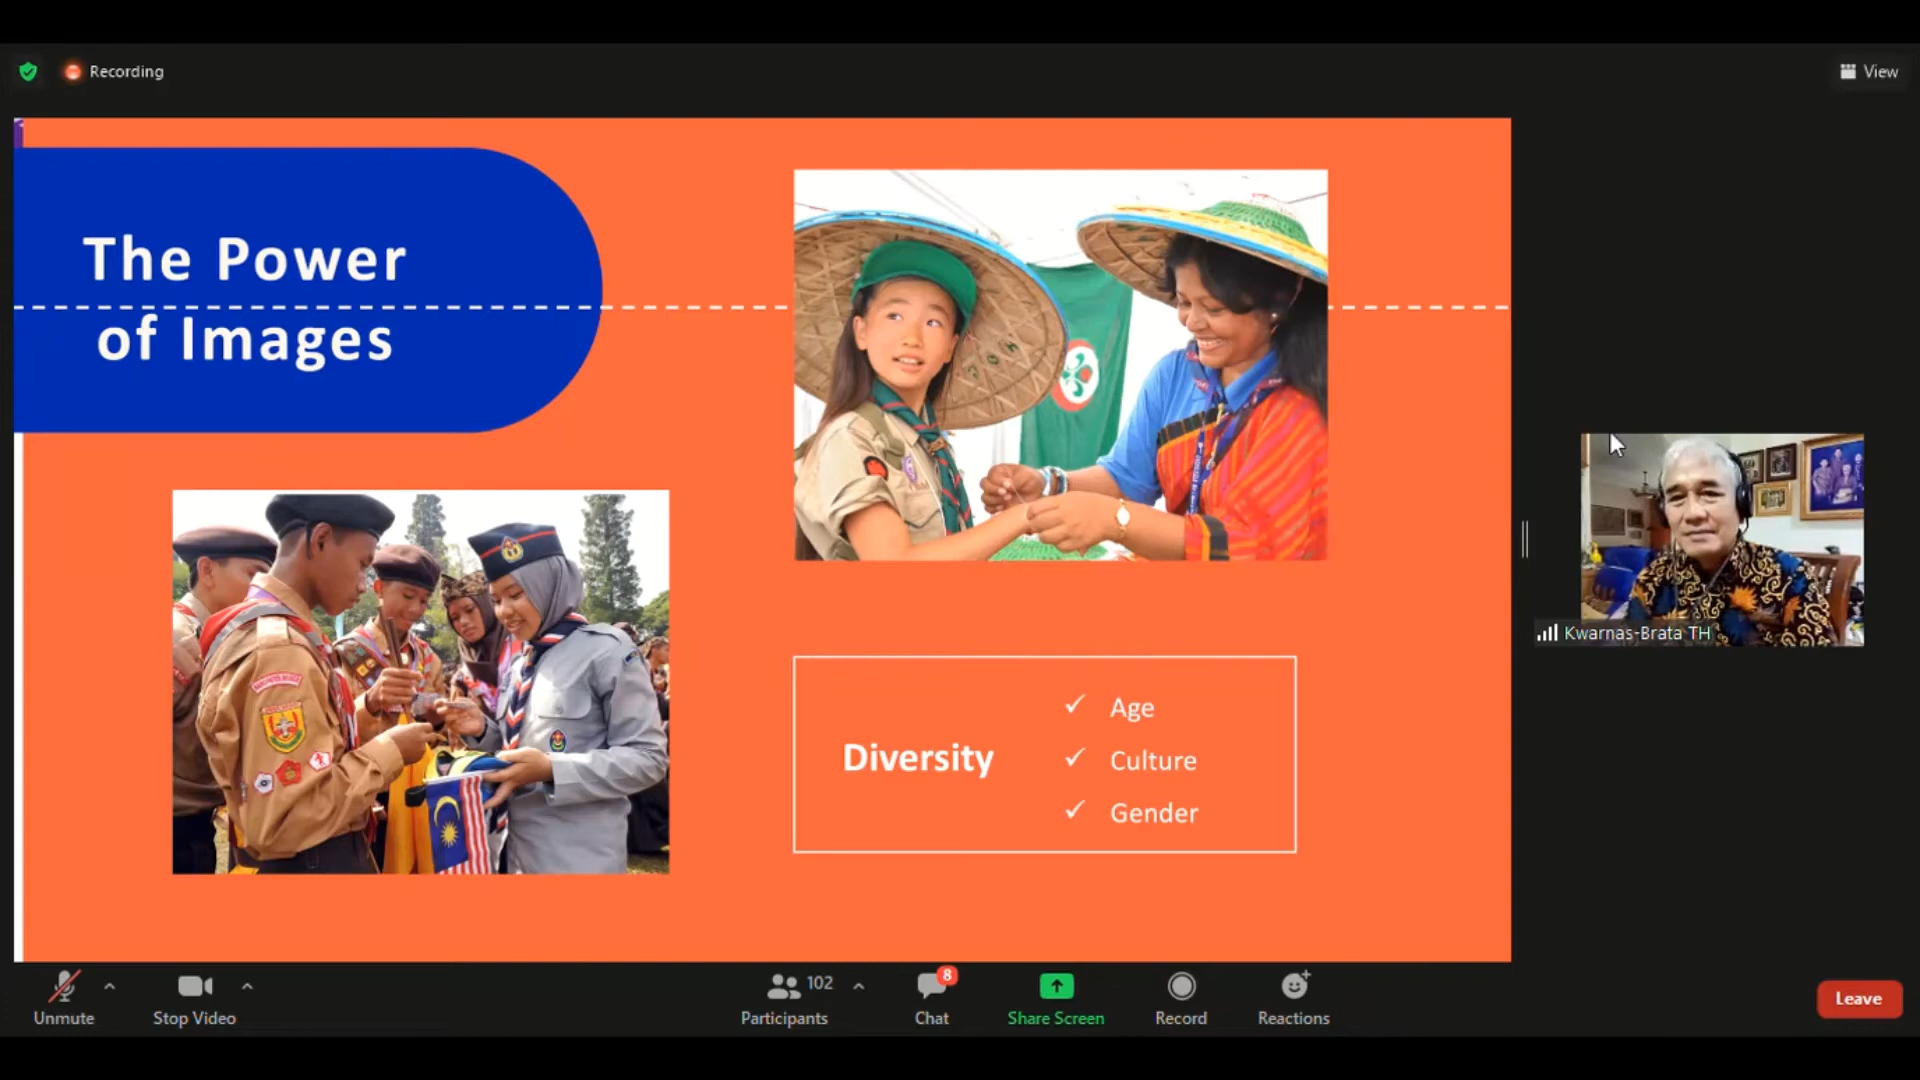 Recording
View
The Power
of Images
Diversity
✓ Age
✓ Culture
✓ Gender
Kwarnas-Brata TH
Unmute
Stop Video
102
Participants
8
Chat
Share Screen
Record
Reactions
Leave